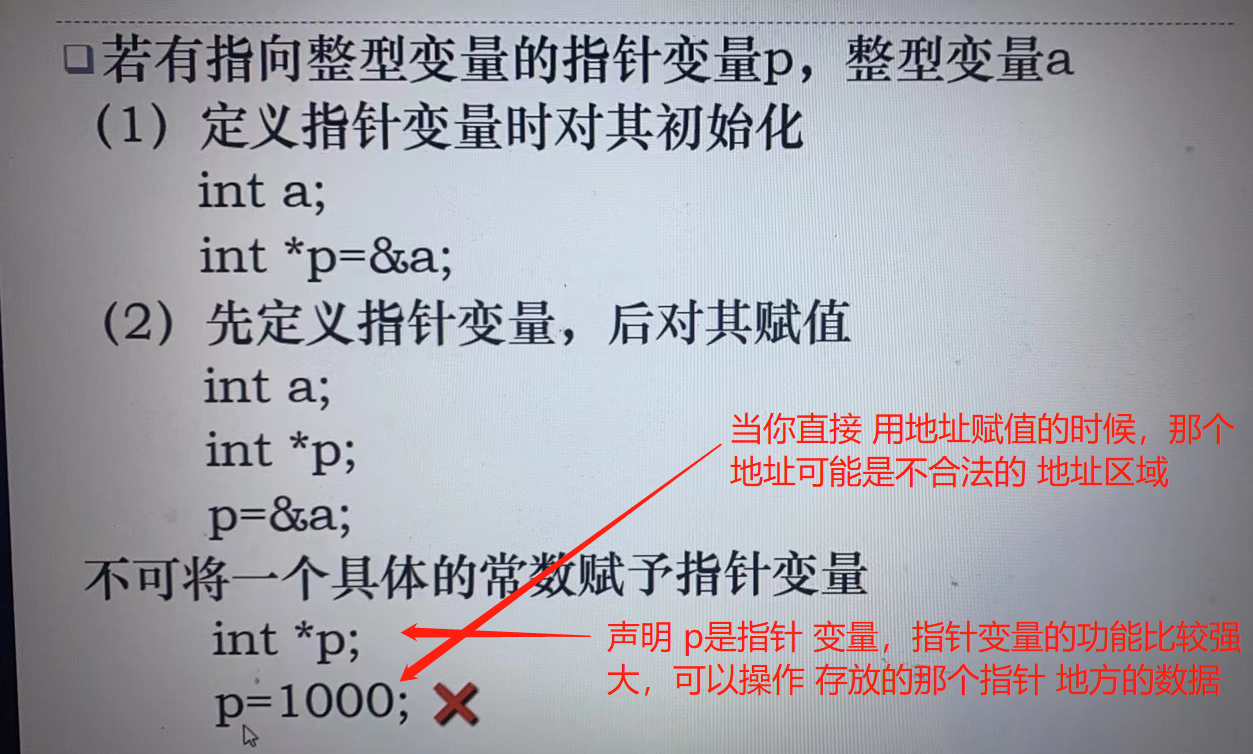 若有指向整型变量的指针变量p，整型变量a
（1）定义指针变量时对其初始化
int a;
int *p=&a;
（2）先定义指针变量，后对其赋值
int a;
int *p;
p=&a;
当你直接 用地址赋值的时候，那个
地址可能是不合法的 地址区域
不可将一个具体的常数赋予指针变量
int *p;
声明 p是指针 变量，指针变量的功能比较强
大，可以操作 存放的那个指针 地方的数据
p=1000;